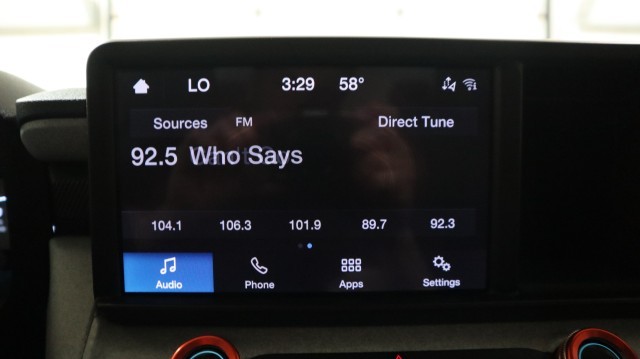 LO 3:29 58°
Sources FM Direct Tune
92.5 Who Says
104.1 106.3 101.9 89.7 92.3
Audio Phone Apps Settings